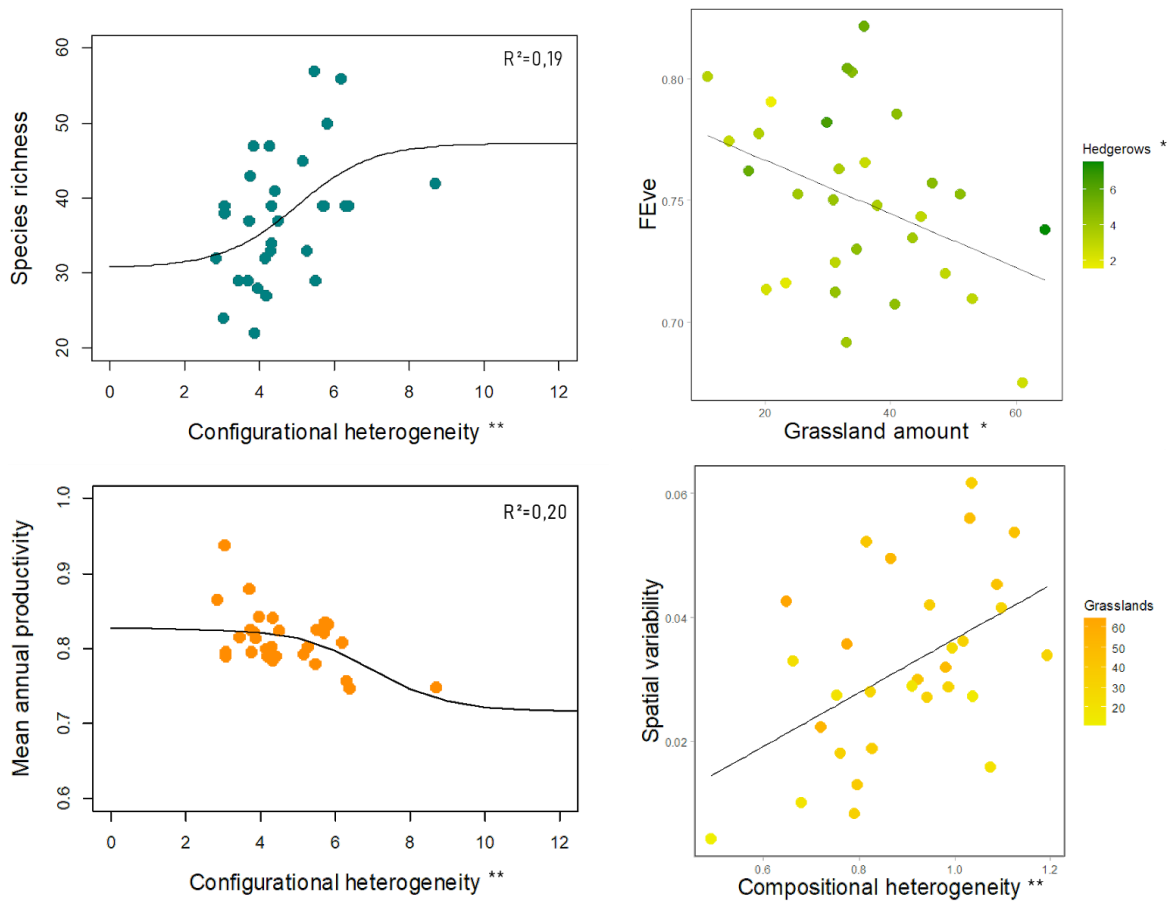 R²=0,19
Species richness
60
50
40
30
20
0 2 4 6 8 10 12
Configurational heterogeneity **
FEve
0.80
0.75
0.70
20 40 60
Grassland amount *
Hedgerows *
6
4
2
R²=0,20
Mean annual productivity
1.0
0.9
0.8
0.7
0.6
0 2 4 6 8 10 12
Configurational heterogeneity **
Spatial variability
0.06
0.04
0.02
0.6 0.8 1.0 1.2
Compositional heterogeneity **
Grasslands
60
50
40
30
20